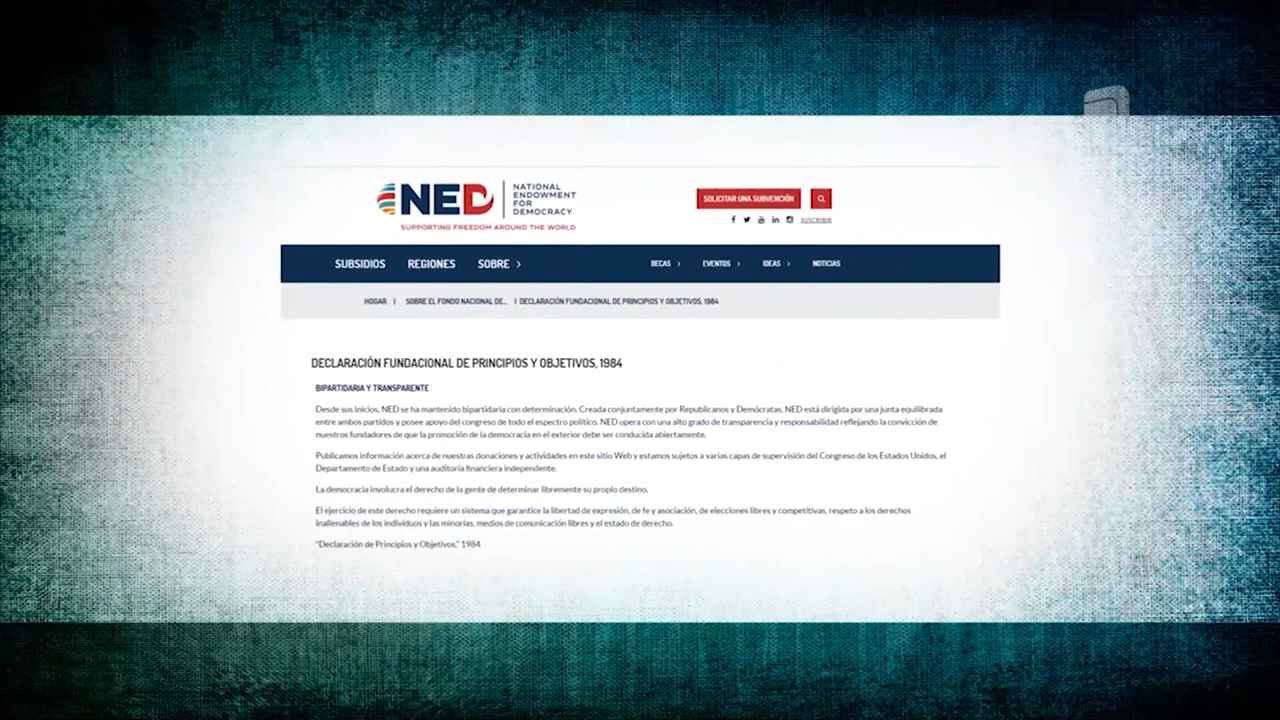 NED
NATIONAL
ENDOWMENT
FOR
DEMOCRACY
SUPPORTING FREEDOM AROUND THE WORLD
SOLICITAR UNA SUBVENCIÓN
SUSCRIBIR
SUBSIDIOS REGIONES SOBRE > BECAS > EVENTOS > IDEAS > NOTICIAS
HOGAR | SOBRE EL FONDO NACIONAL DE... | DECLARACIÓN FUNDACIONAL DE PRINCIPIOS Y OBJETIVOS, 1984
DECLARACIÓN FUNDACIONAL DE PRINCIPIOS Y OBJETIVOS, 1984
BIPARTIDARIA Y TRANSPARENTE
Desde sus inicios, NED se ha mantenido bipartidaria con determinación. Creada conjuntamente por Republicanos y Demócratas, NED está dirigida por una junta equilibrada
entre ambos partidos y posee apoyo del congreso de todo el espectro político. NED opera con una alto grado de transparencia y responsabilidad reflejando la convicción de
nuestros fundadores de que la promoción de la democracia en el exterior debe ser conducida abiertamente.
Publicamos información acerca de nuestras donaciones y actividades en este sitio Web y estamos sujetos a varias capas de supervisión del Congreso de los Estados Unidos, el
Departamento de Estado y una auditoría financiera independente.
La democracia involucra el derecho de la gente de determinar libremente su propio destino.
El ejercicio de este derecho requiere un sistema que garantice la libertad de expresión, de fe y asociación, de elecciones libres y competitivas, respeto a los derechos
inalienables de los individuos y las minorías, medios de comunicación libres y el estado de derecho.
"Declaración de Principios y Objetivos," 1984